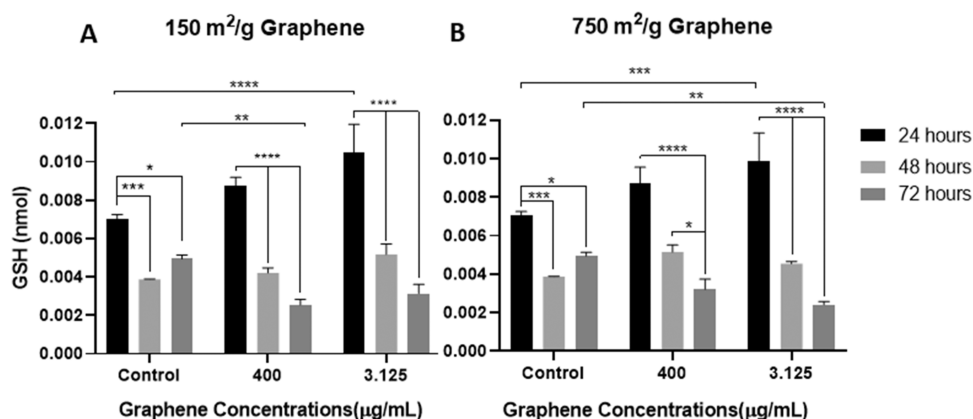 A
150 m²/g Graphene
****
**
****
****
*
***
0.012
0.010
0.008
0.006
0.004
0.002
0.000
GSH (nmol)
Control
400
3.125
Graphene Concentrations(μg/mL)
B
750 m²/g Graphene
***
**
****
****
*
***
*
0.012
0.010
0.008
0.006
0.004
0.002
0.000
Control
400
3.125
Graphene Concentrations(μg/mL)
24 hours
48 hours
72 hours